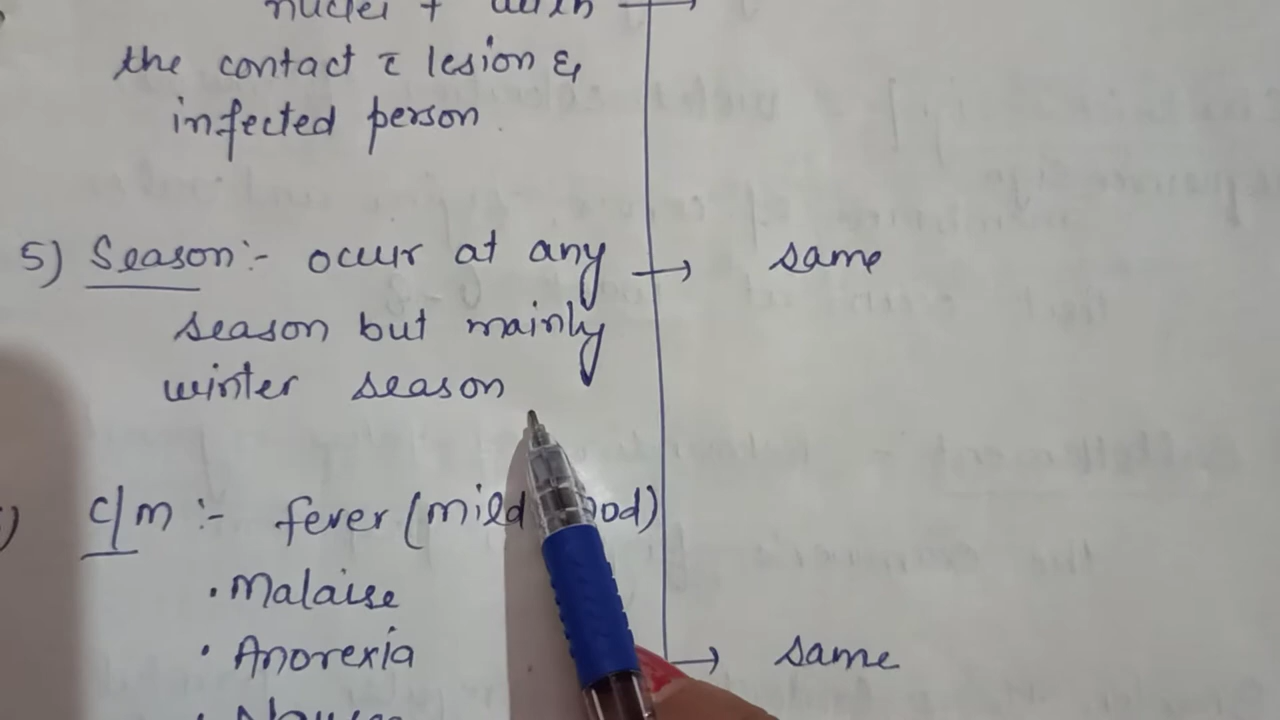 nuclei +
the contact c̄ lesion &
infected person.
5) Season:- occur at any → same
season but mainly
winter season
c/m :- fever (mild
• Malaise
• Anorexia → same